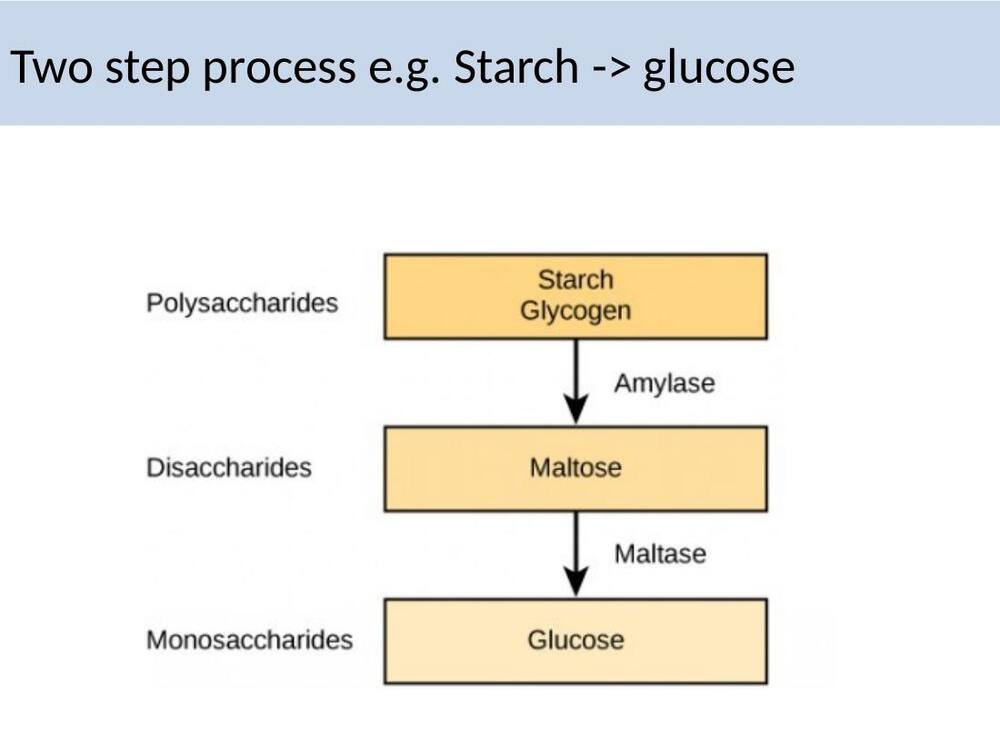 Two step process e.g. Starch -> glucose
Polysaccharides
Starch
Glycogen
Amylase
Disaccharides
Maltose
Maltase
Monosaccharides
Glucose